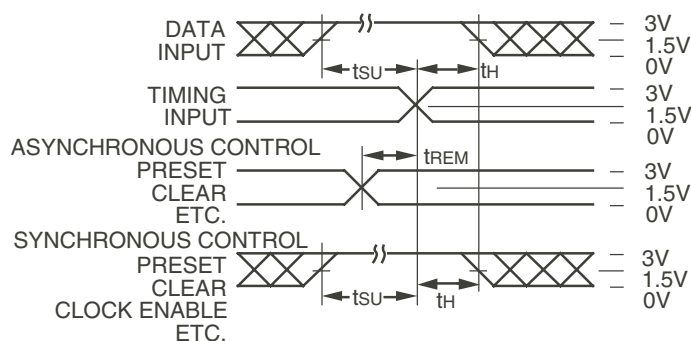 DATA
INPUT
3V
1.5V
0V
tSU
tH
TIMING
INPUT
3V
1.5V
0V
ASYNCHRONOUS CONTROL
PRESET
CLEAR
ETC.
tREM
3V
1.5V
0V
SYNCHRONOUS CONTROL
PRESET
CLEAR
CLOCK ENABLE
ETC.
tSU
tH
3V
1.5V
0V